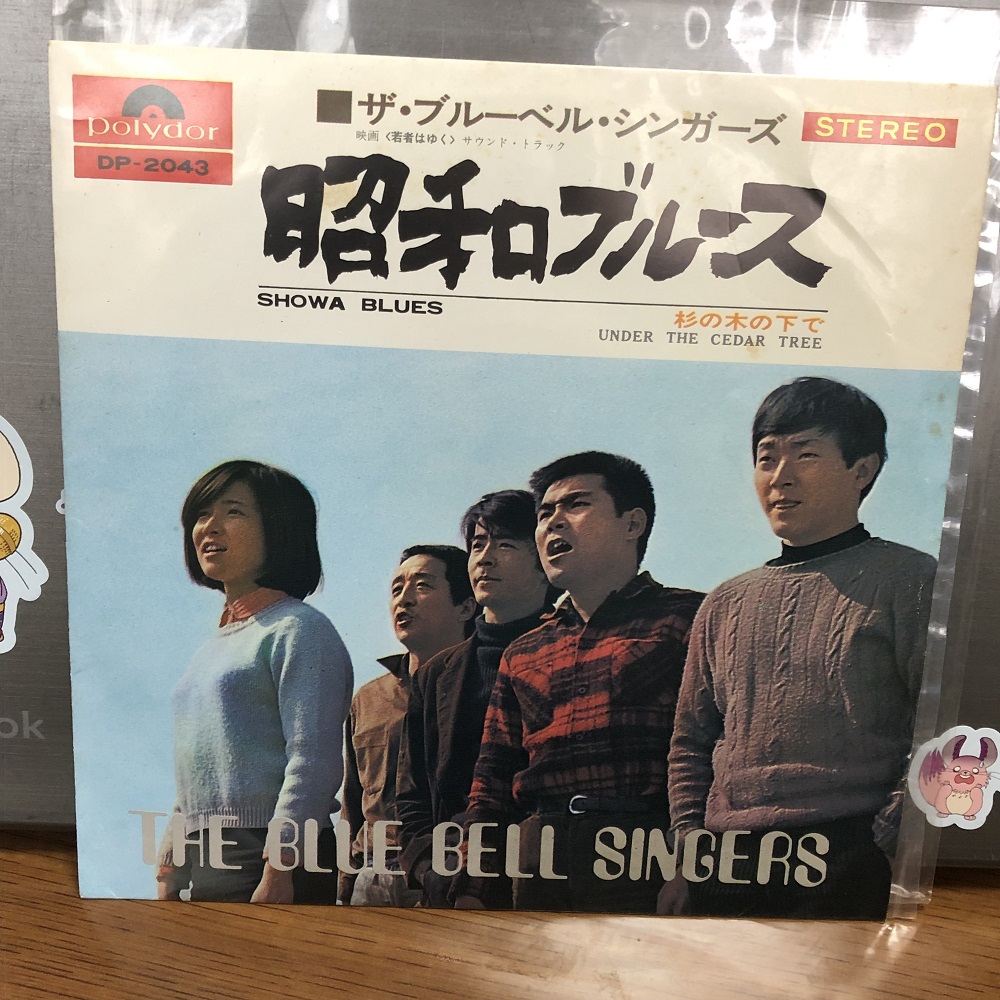 polydor
DP-2043
■ザ・ブルーベル・シンガーズ
STEREO
映画〈若者はゆく〉サウンド・トラック
昭和ブルース
SHOWA BLUES
杉の木の下で
UNDER THE CEDAR TREE
THE BLUE BELL SINGERS
ok